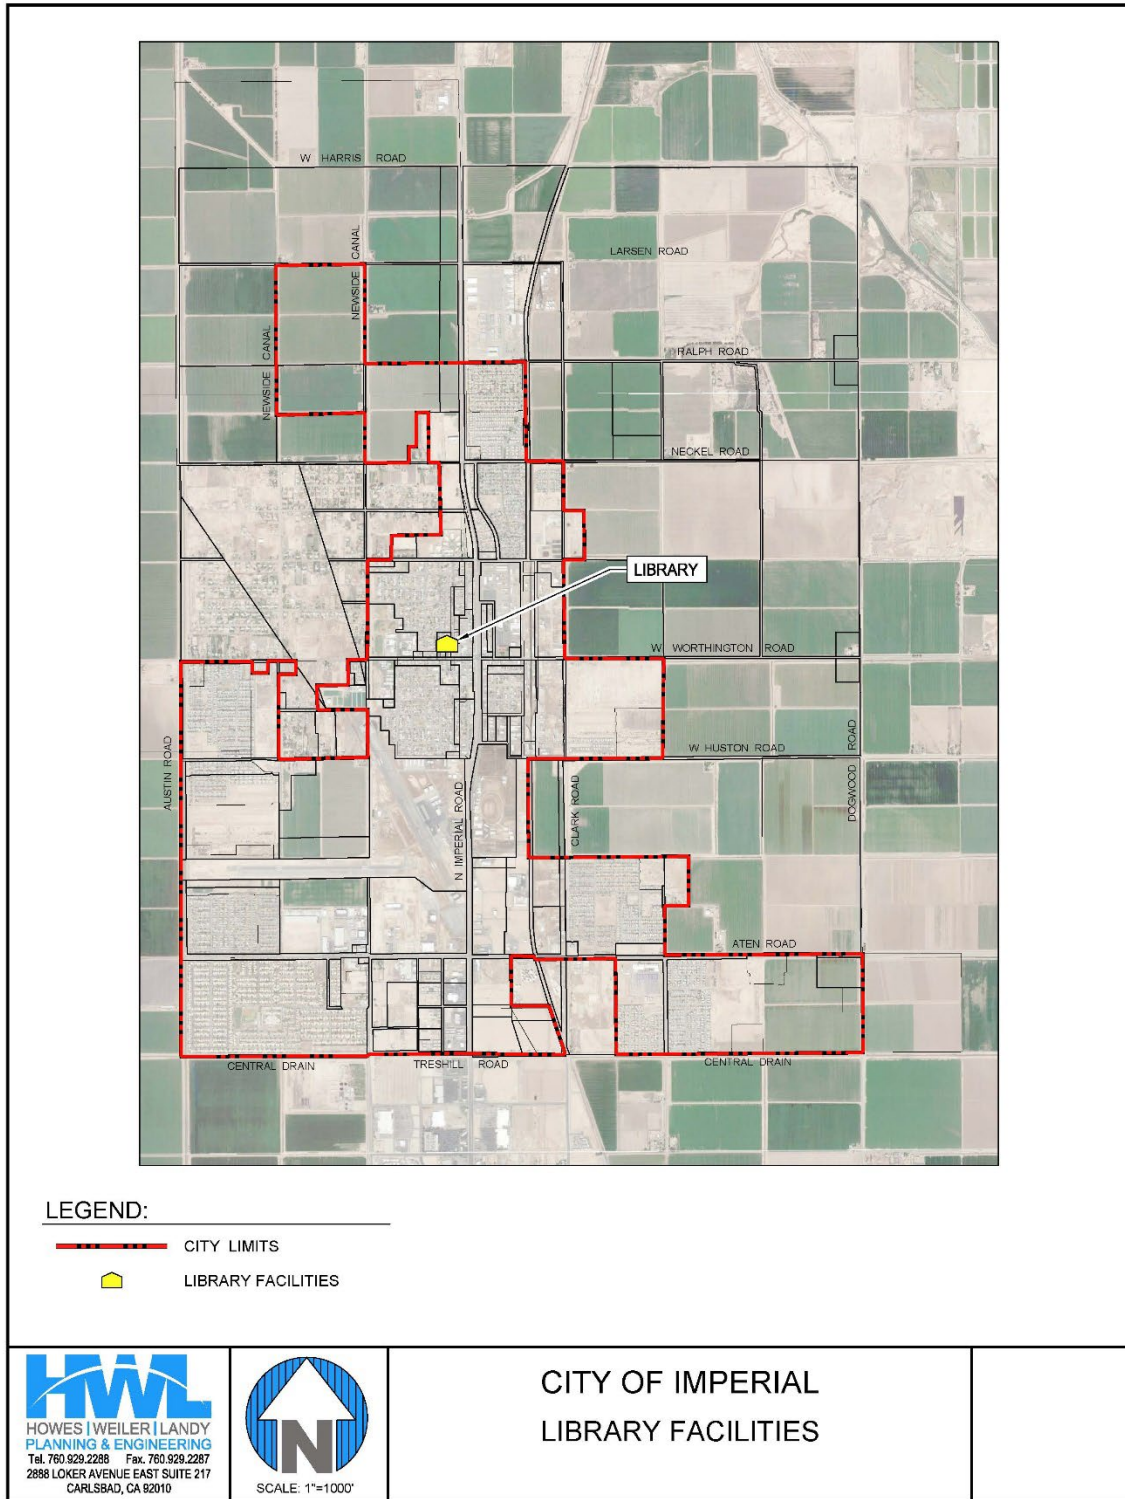 W HARRIS ROAD
LARSEN ROAD
NEWSIDE CANAL
NEWSIDE CANAL
RALPH ROAD
NECKEL ROAD
LIBRARY
W WORTHINGTON ROAD
W HUSTON ROAD
AUSTIN ROAD
N IMPERIAL ROAD
CLARK ROAD
DOGWOOD ROAD
ATEN ROAD
CENTRAL DRAIN
TRESHILL ROAD
CENTRAL DRAIN
LEGEND:
CITY LIMITS
LIBRARY FACILITIES
HWL
HOWES | WEILER | LANDY
PLANNING & ENGINEERING
Tel. 760.929.2288 Fax. 760.929.2287
2888 LOKER AVENUE EAST SUITE 217
CARLSBAD, CA 92010
N
SCALE: 1"=1000'
CITY OF IMPERIAL
LIBRARY FACILITIES